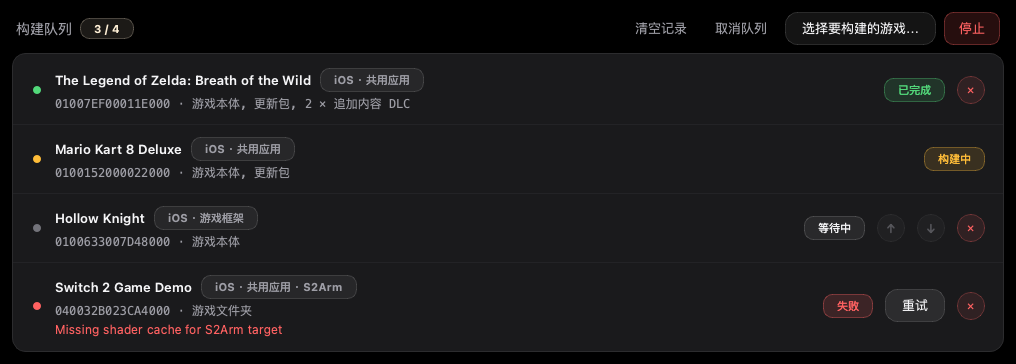 构建队列 3 / 4 清空记录 取消队列 选择要构建的游戏... 停止
The Legend of Zelda: Breath of the Wild iOS · 共用应用
01007EF00011E000 · 游戏本体, 更新包, 2 × 追加内容 DLC
已完成 ×
Mario Kart 8 Deluxe iOS · 共用应用
0100152000022000 · 游戏本体, 更新包
构建中
Hollow Knight iOS · 游戏框架
0100633007D48000 · 游戏本体
等待中 ↑ ↓ ×
Switch 2 Game Demo iOS · 共用应用 · S2Arm
040032B023CA4000 · 游戏文件夹
Missing shader cache for S2Arm target
失败 重试 ×